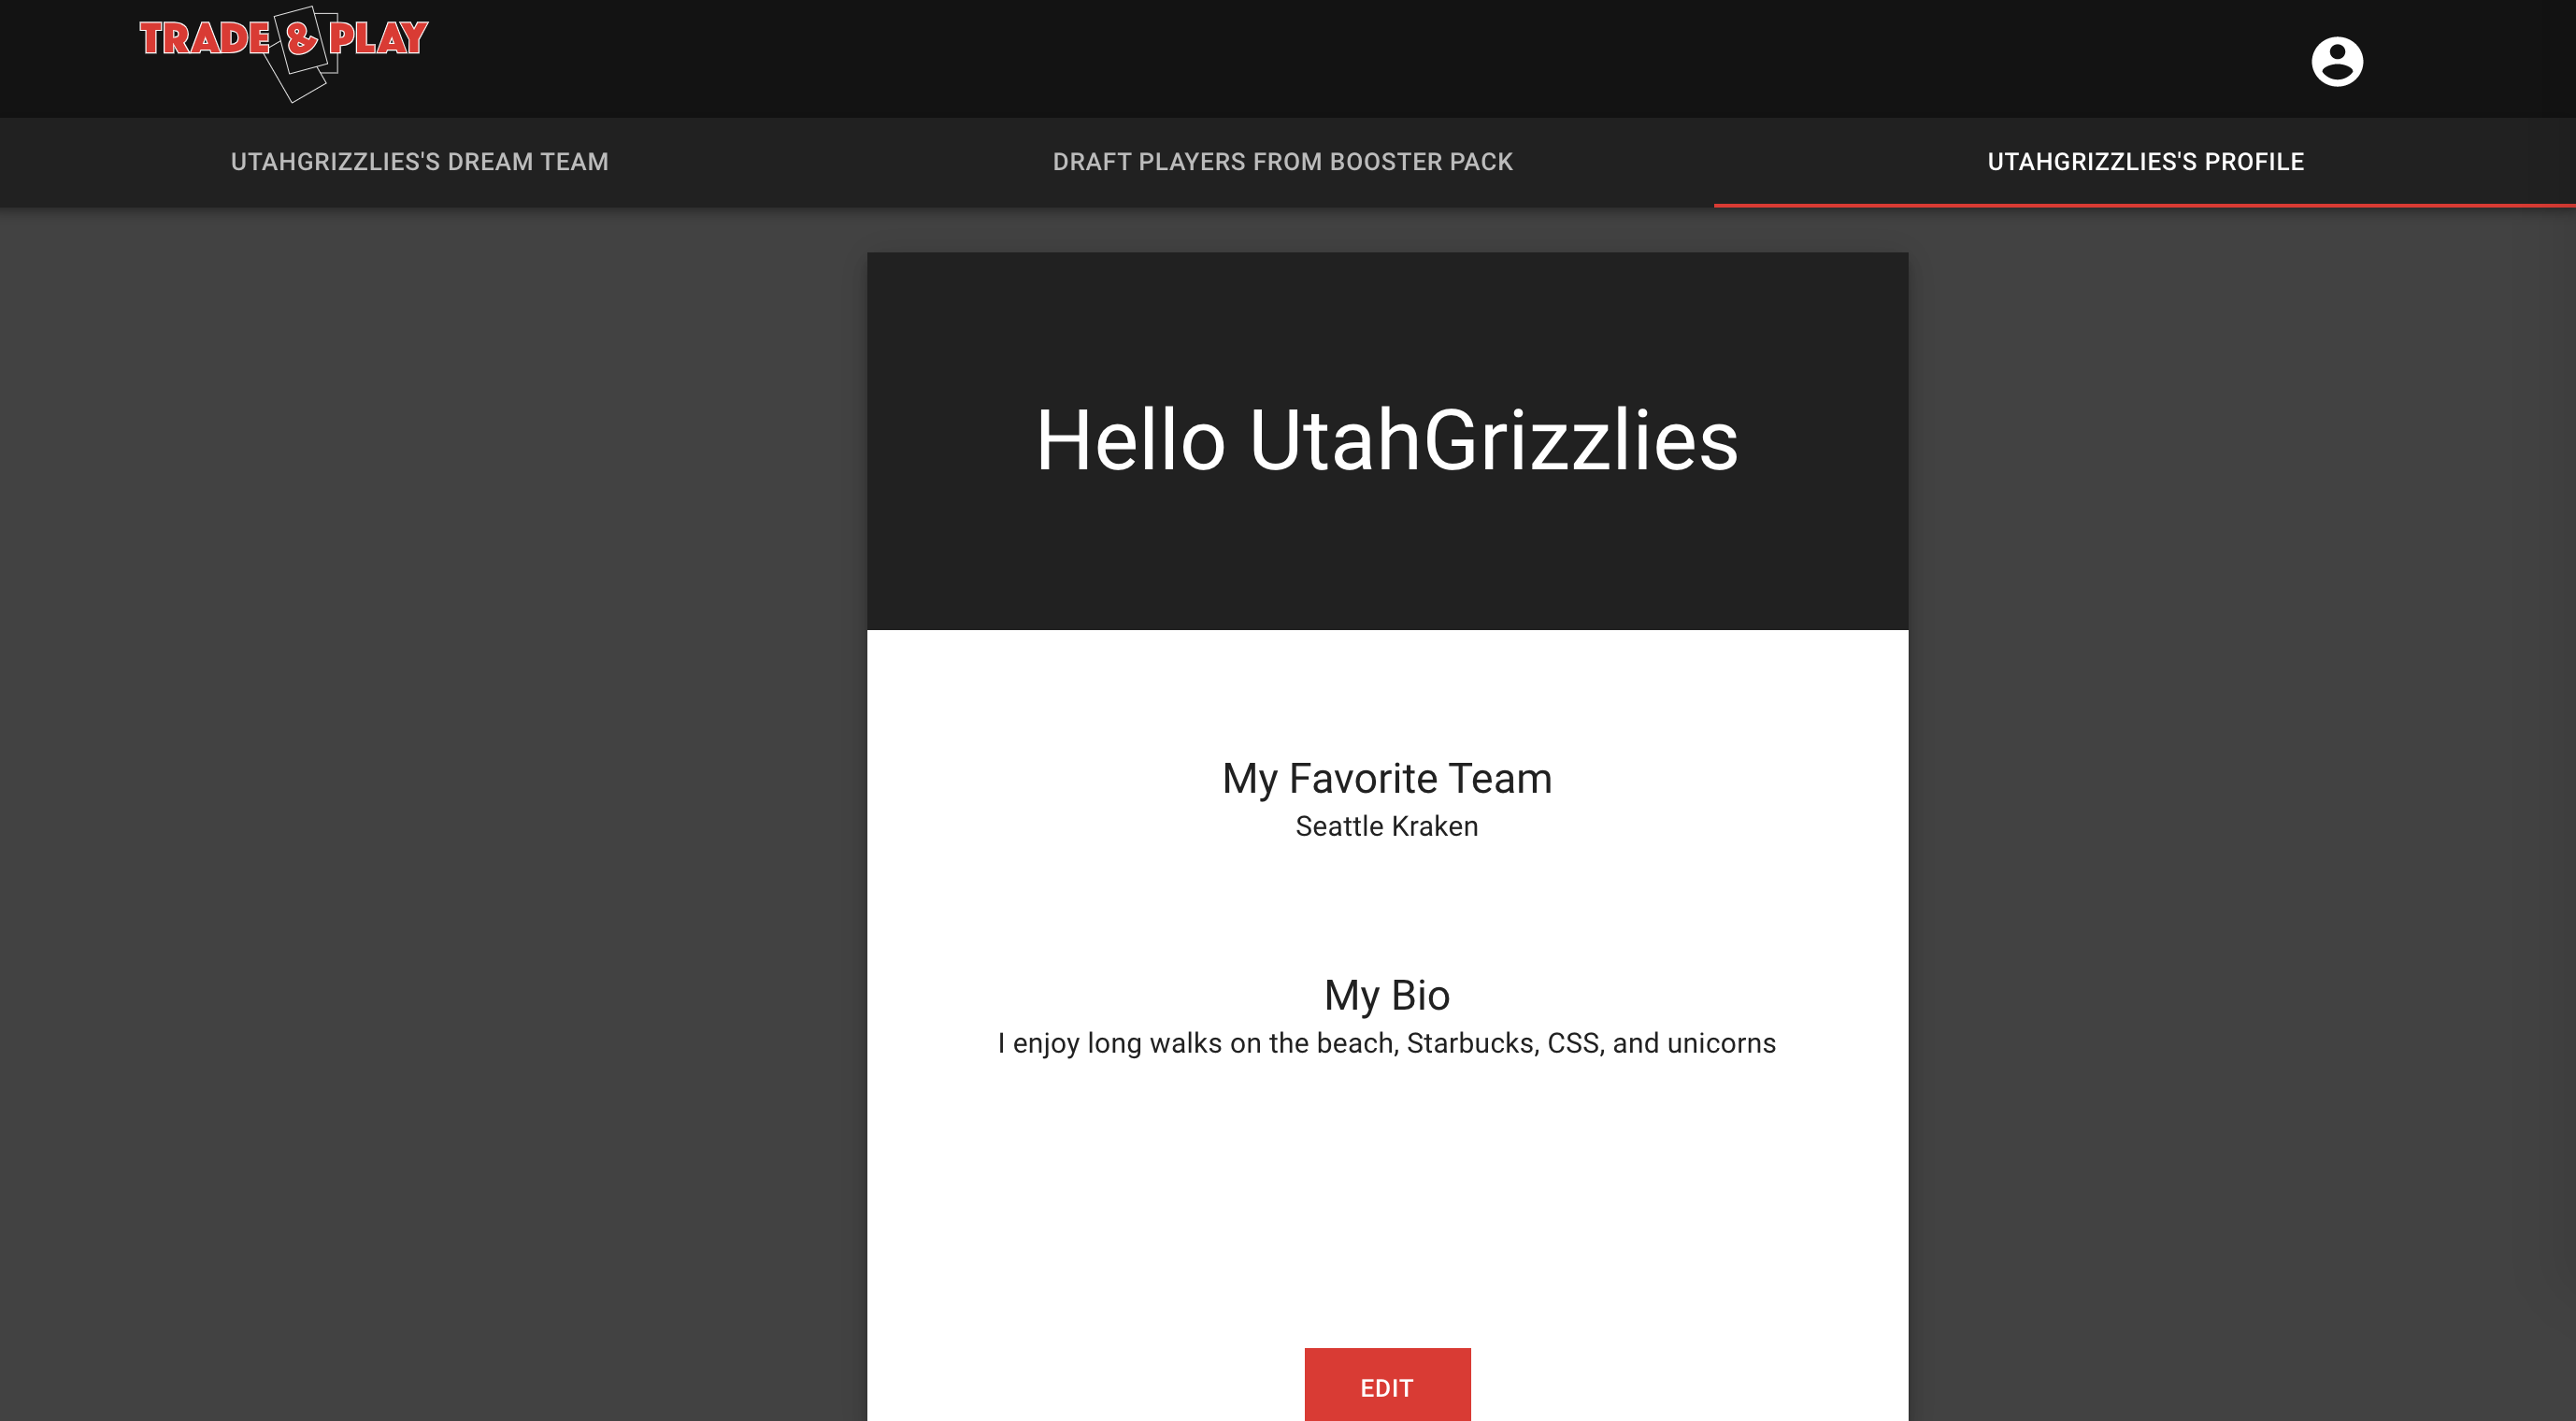 TRADE & PLAY
UTAHGRIZZLIES'S DREAM TEAM
DRAFT PLAYERS FROM BOOSTER PACK
UTAHGRIZZLIES'S PROFILE
Hello UtahGrizzlies
My Favorite Team
Seattle Kraken
My Bio
I enjoy long walks on the beach, Starbucks, CSS, and unicorns
EDIT